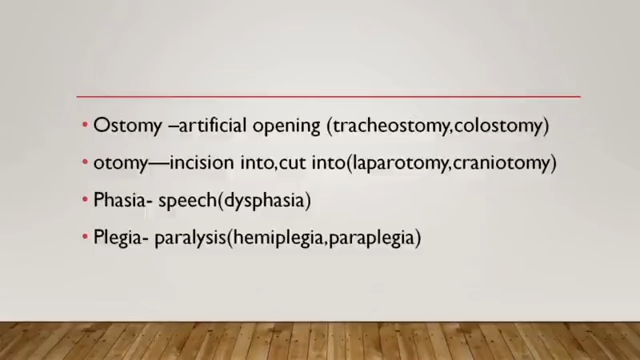 • Ostomy –artificial opening (tracheostomy,colostomy)
• otomy—incision into,cut into(laparotomy,craniotomy)
• Phasia- speech(dysphasia)
• Plegia- paralysis(hemiplegia,paraplegia)